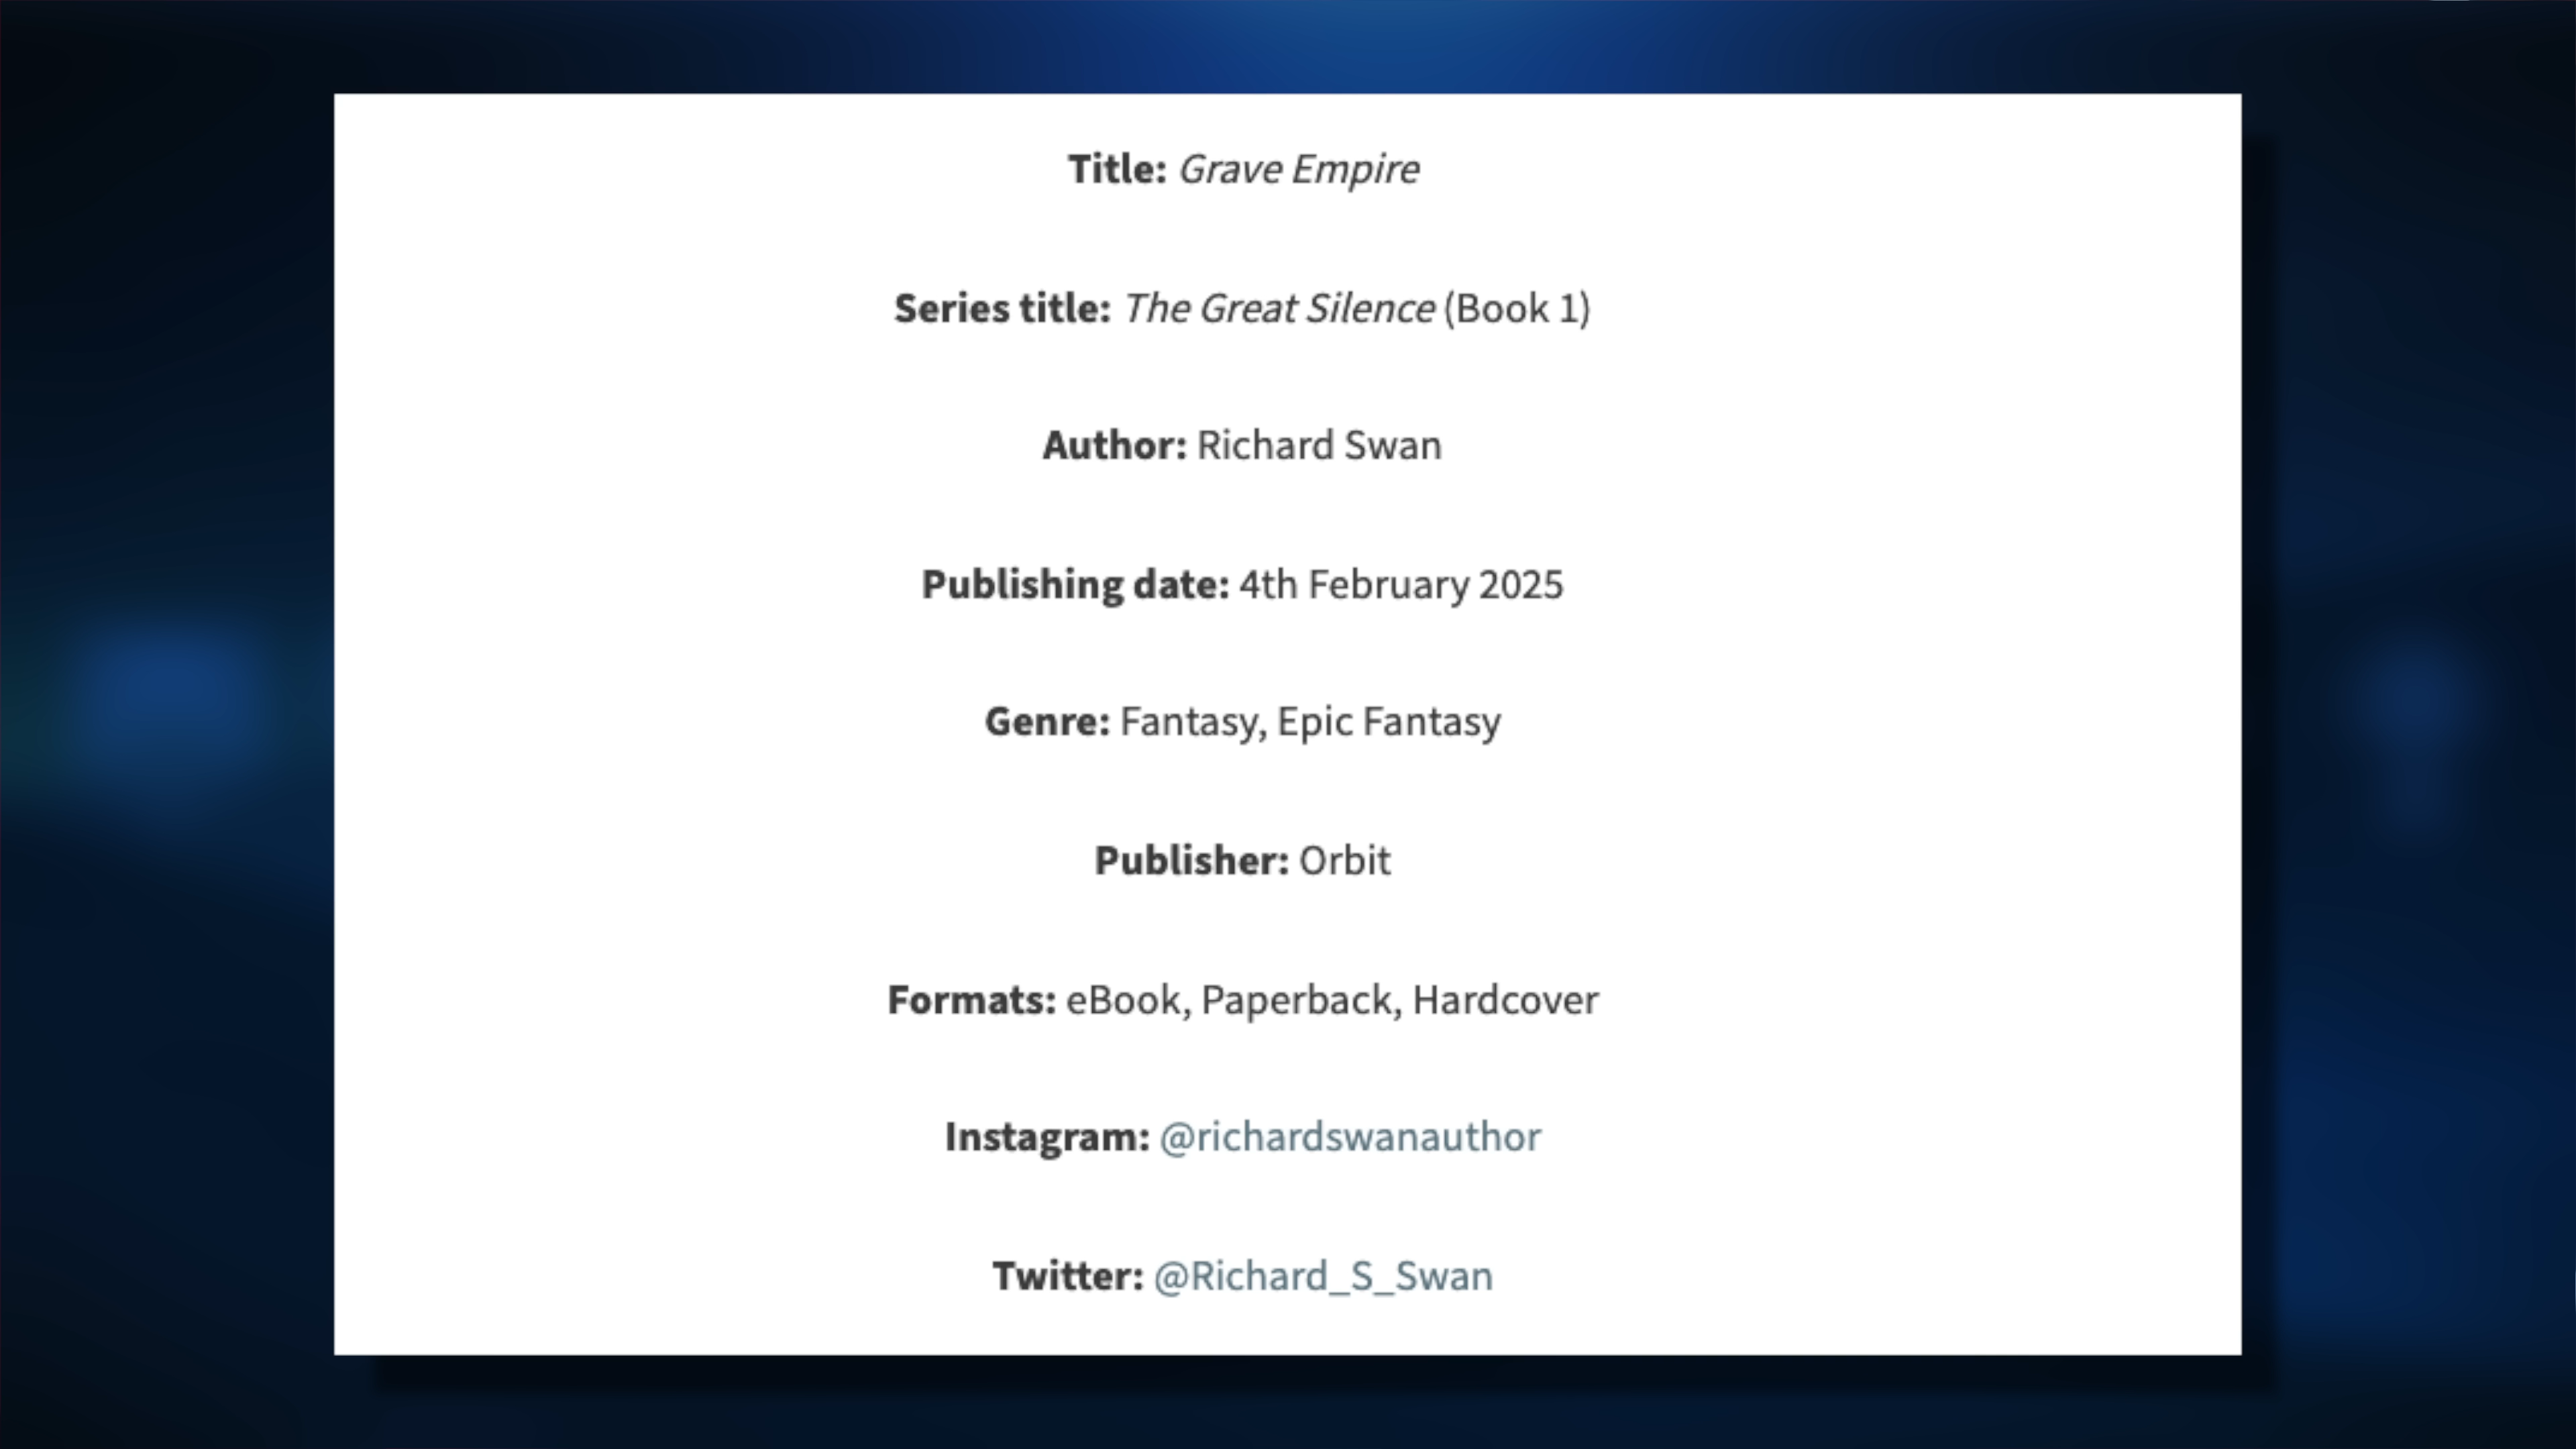 Title: Grave Empire
Series title: The Great Silence (Book 1)
Author: Richard Swan
Publishing date: 4th February 2025
Genre: Fantasy, Epic Fantasy
Publisher: Orbit
Formats: eBook, Paperback, Hardcover
Instagram: @richardswanauthor
Twitter: @Richard_S_Swan